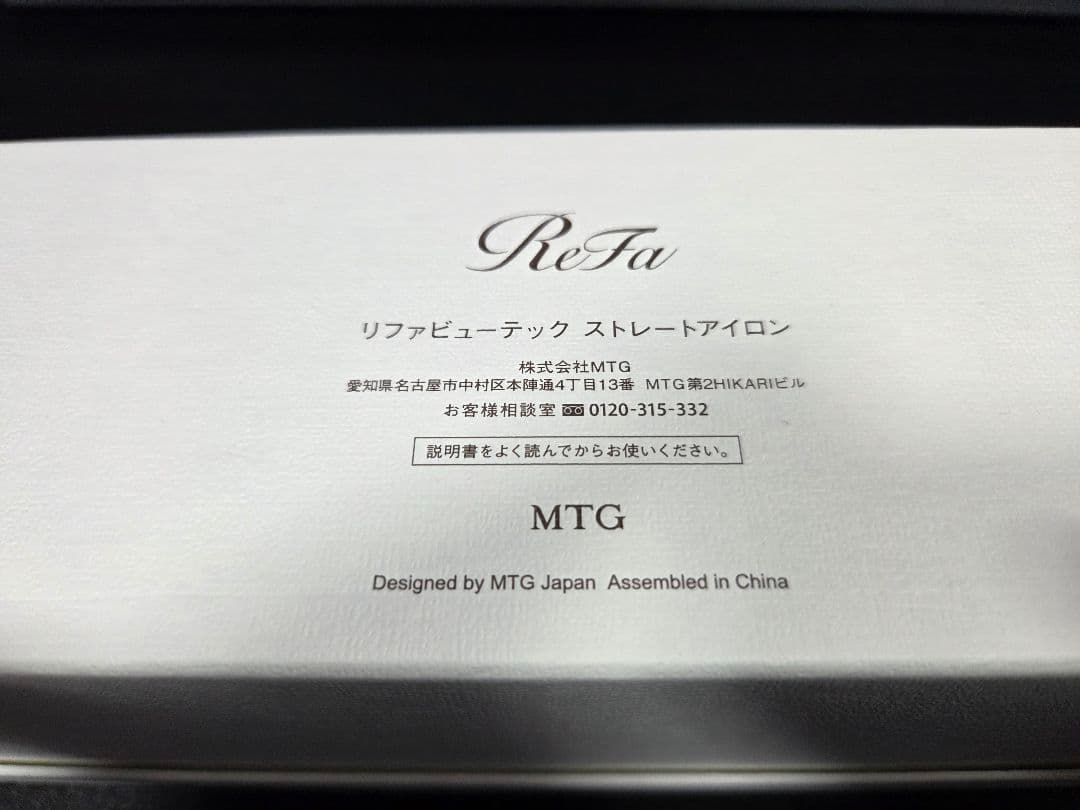 ReFa
リファビューテック ストレートアイロン
株式会社MTG
愛知県名古屋市中村区本陣通4丁目13番 MTG第2HIKARIビル
お客様相談室 0120-315-332
説明書をよく読んでからお使いください。
MTG
Designed by MTG Japan Assembled in China